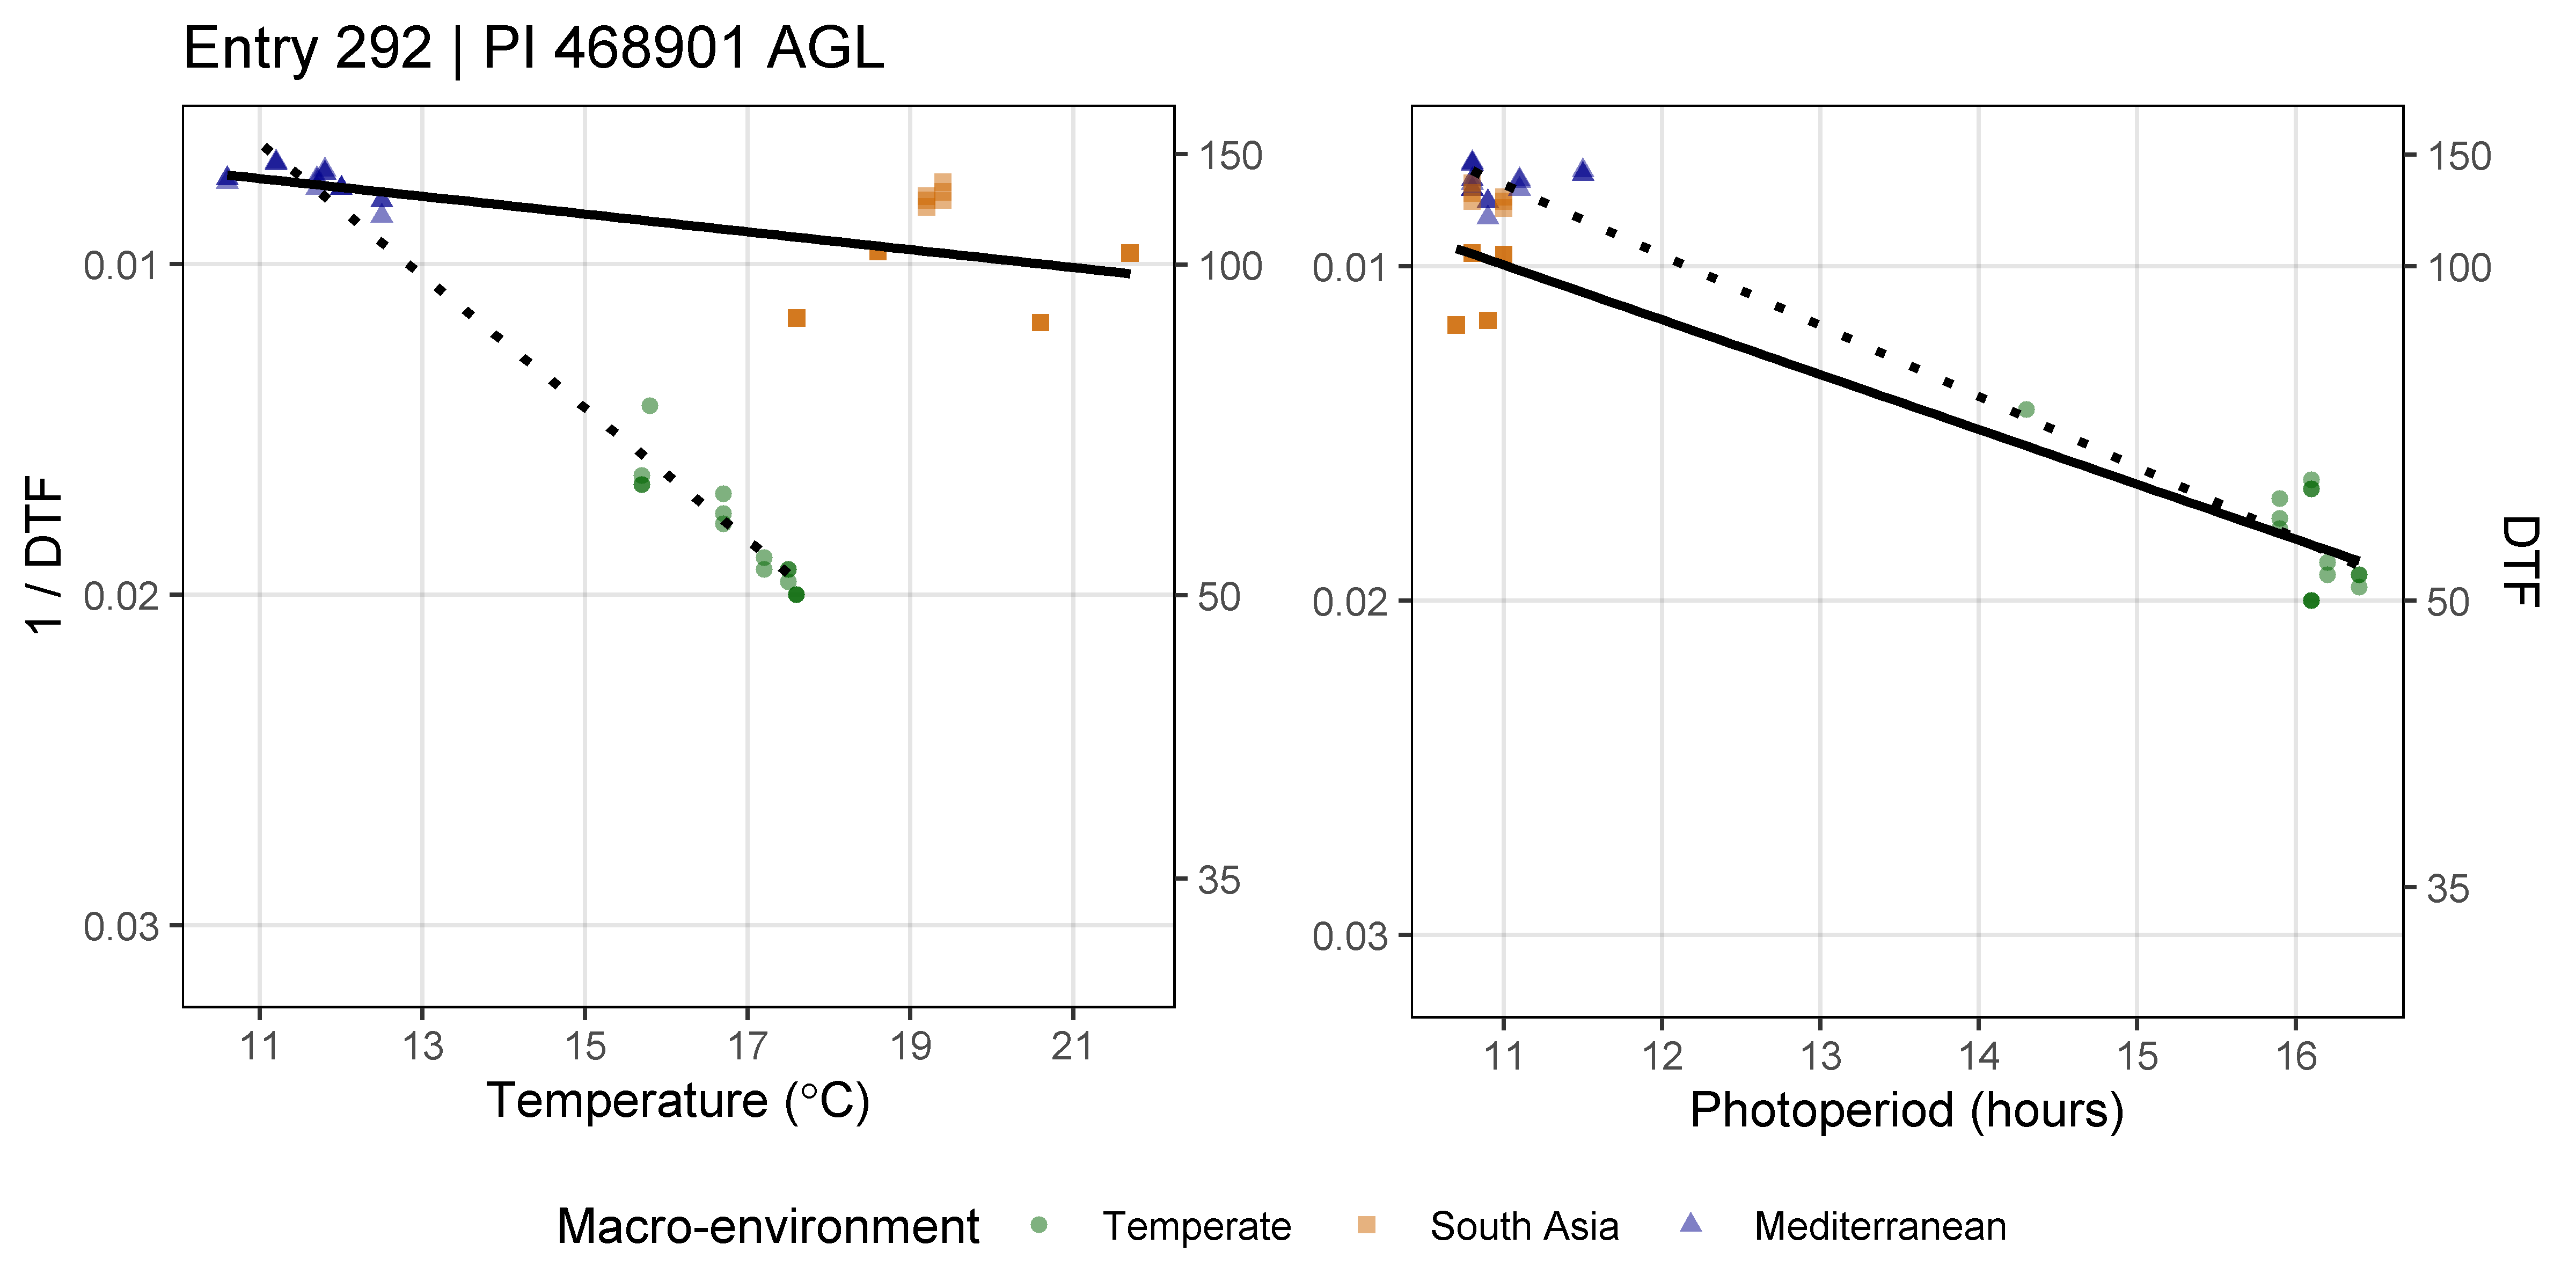 Entry 292 | PI 468901 AGL
1 / DTF
0.01
0.02
0.03
150
100
50
35
11 13 15 17 19 21
Temperature (°C)
0.01
0.02
0.03
150
100
50
35
DTF
11 12 13 14 15 16
Photoperiod (hours)
Macro-environment Temperate South Asia Mediterranean